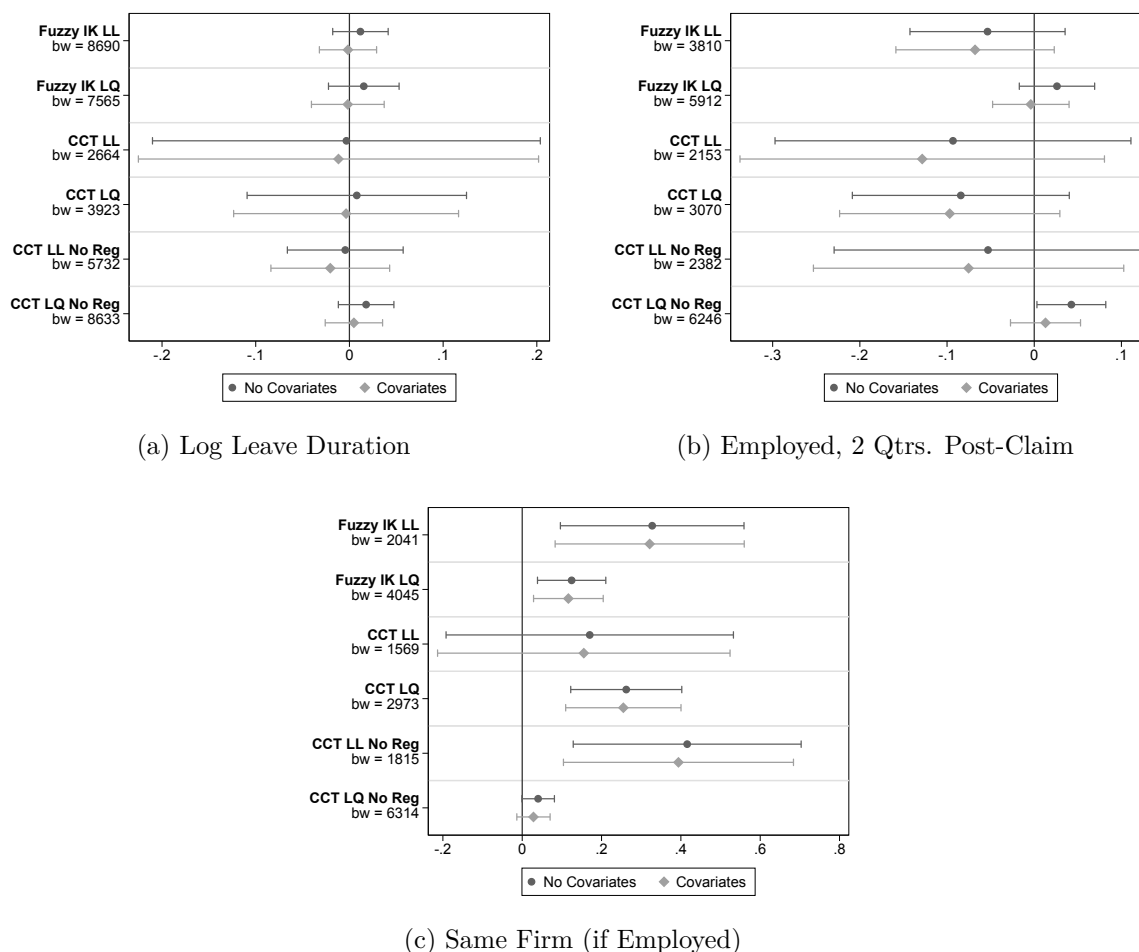 Fuzzy IK LL
bw = 8690
Fuzzy IK LQ
bw = 7565
CCT LL
bw = 2664
CCT LQ
bw = 3923
CCT LL No Reg
bw = 5732
CCT LQ No Reg
bw = 8633
-.2 -.1 0 .1 .2
No Covariates Covariates
(a) Log Leave Duration
Fuzzy IK LL
bw = 3810
Fuzzy IK LQ
bw = 5912
CCT LL
bw = 2153
CCT LQ
bw = 3070
CCT LL No Reg
bw = 2382
CCT LQ No Reg
bw = 6246
-.3 -.2 -.1 0 .1
No Covariates Covariates
(b) Employed, 2 Qtrs. Post-Claim
Fuzzy IK LL
bw = 2041
Fuzzy IK LQ
bw = 4045
CCT LL
bw = 1569
CCT LQ
bw = 2973
CCT LL No Reg
bw = 1815
CCT LQ No Reg
bw = 6314
-.2 0 .2 .4 .6 .8
No Covariates Covariates
(c) Same Firm (if Employed)